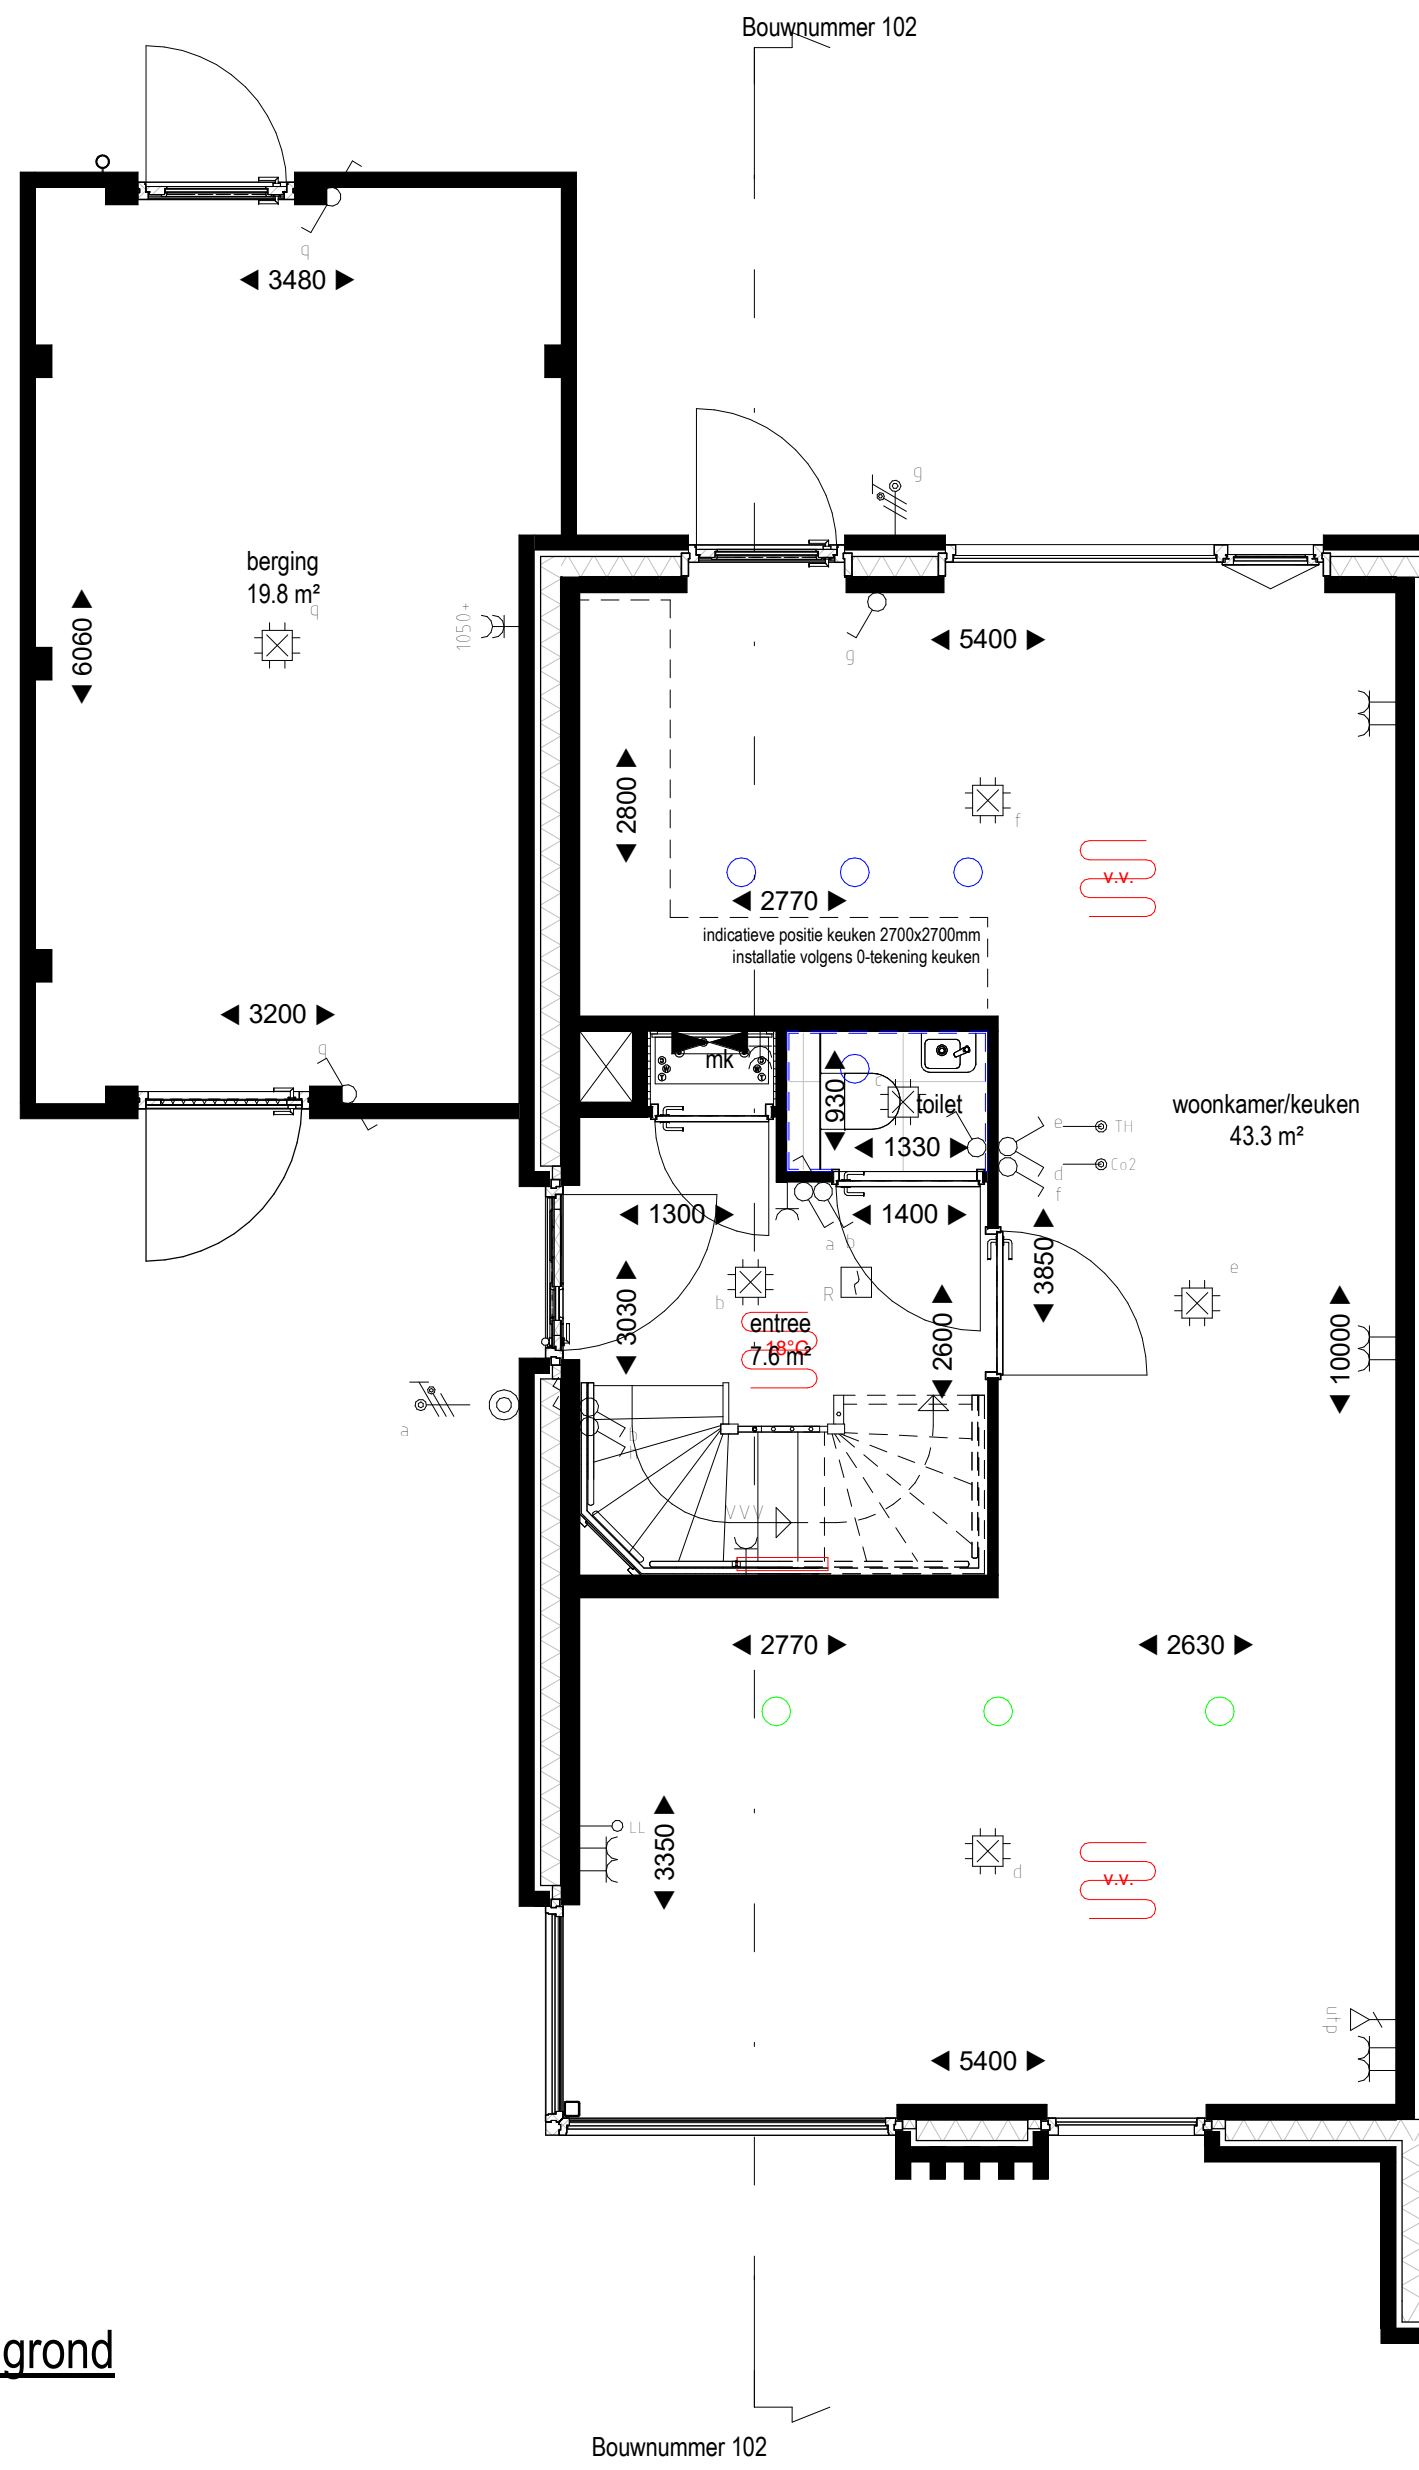 Bouwnummer 102
q
3480
g
berging
19.8 m²
q
1050+
6060
5400
g
2800
f
v.v.
2770
indicatieve positie keuken 2700x2700mm
installatie volgens 0-tekening keuken
3200
q
mk
930
c
toilet
1330
woonkamer/keuken
43.3 m²
e
TH
d
Co2
f
1300
1400
a
b
3850
3030
b
R
entree
7.6 m²
18°C
2600
e
10000
a
b
VVV
2770
2630
LL
3350
d
v.v.
utp
5400
grond
Bouwnummer 102